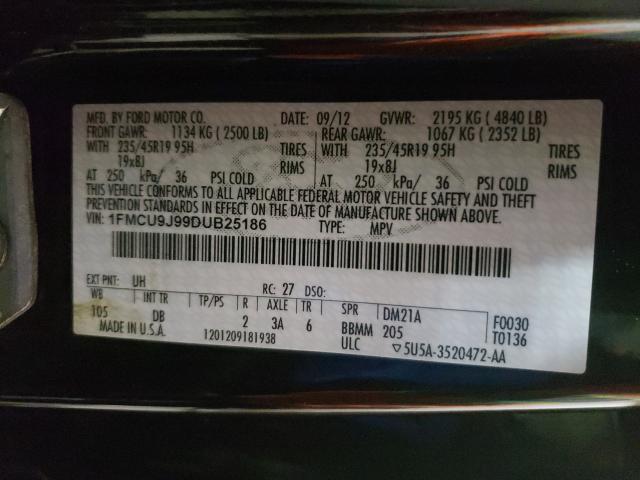 MFD. BY FORD MOTOR CO. DATE: 09/12 GVWR: 2195 KG ( 4840 LB)
FRONT GAWR: 1134 KG ( 2500 LB) REAR GAWR: 1067 KG ( 2352 LB)
WITH 235/45R19 95H TIRES WITH 235/45R19 95H TIRES
19x8J RIMS 19x8J RIMS
AT 250 kPa/ 36 PSI COLD AT 250 kPa/ 36 PSI COLD
THIS VEHICLE CONFORMS TO ALL APPLICABLE FEDERAL MOTOR VEHICLE SAFETY AND THEFT
PREVENTION STANDARDS IN EFFECT ON THE DATE OF MANUFACTURE SHOWN ABOVE.
VIN: 1FMCU9J99DUB25186 TYPE: MPV
EXT PNT: UH RC: 27 DSO:
WB INT TR TP/PS R AXLE TR SPR DM21A F0030
105 DB 2 3A 6 BBMM 205 T0136
MADE IN U.S.A. 1201209181938 ULC ▽5U5A-3520472-AA